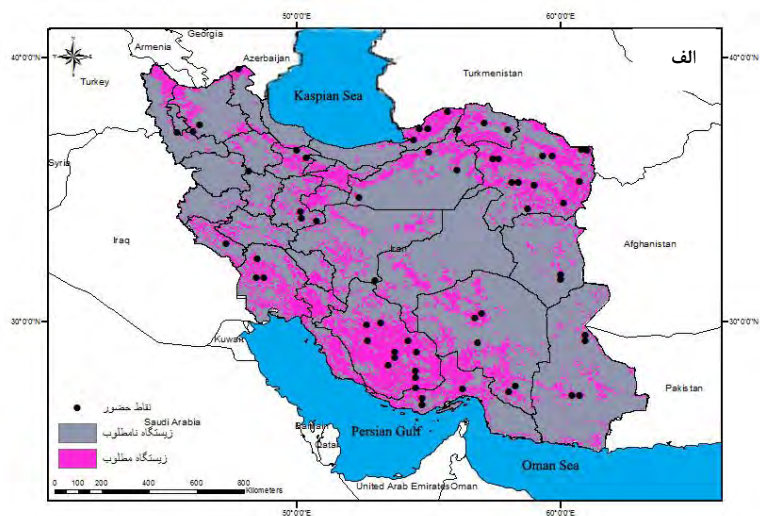 50°0'0"E
60°0'0"E
Georgia
40°0'0"N
Armenia
Azerbaijan
40°0'0"N
الف
Turkey
Turkmenistan
Kaspian Sea
Syria
Iraq
Iran
Afghanistan
30°0'0"N
30°0'0"N
Kuwait
Pakistan
نقاط حضور
Saudi Arabia
زیستگاه نامطلوب
زیستگاه مطلوب
Bahrain
Qatar
Persian Gulf
Oman Sea
United Arab Emirates
Oman
0 100 200 400 600 800
Kilometers
50°0'0"E
60°0'0"E